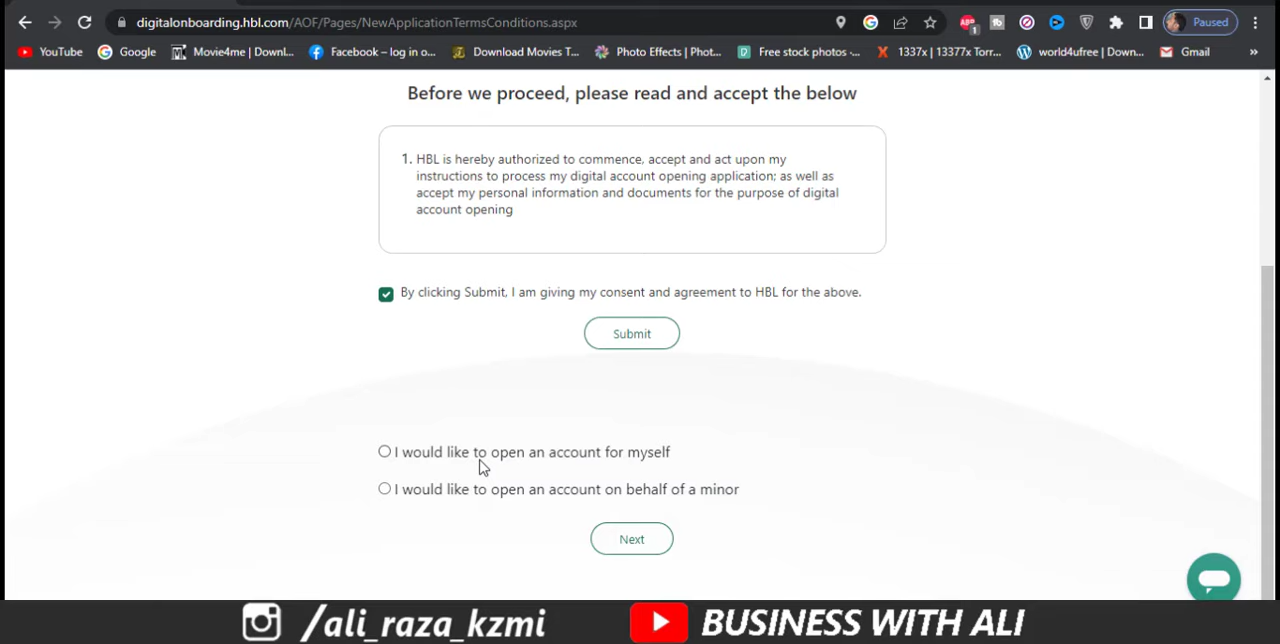 digitalonboarding.hbl.com/AOF/Pages/NewApplicationTermsConditions.aspx
1
Paused
YouTube
Google
Movie4me | Downl...
Facebook – log in o...
Download Movies T...
Photo Effects | Phot...
Free stock photos -...
1337x | 13377x Torr...
world4ufree | Down...
Gmail
»
Before we proceed, please read and accept the below
1. HBL is hereby authorized to commence, accept and act upon my
instructions to process my digital account opening application; as well as
accept my personal information and documents for the purpose of digital
account opening
By clicking Submit, I am giving my consent and agreement to HBL for the above.
Submit
I would like to open an account for myself
I would like to open an account on behalf of a minor
Next
/ali_raza_kzmi
BUSINESS WITH ALI